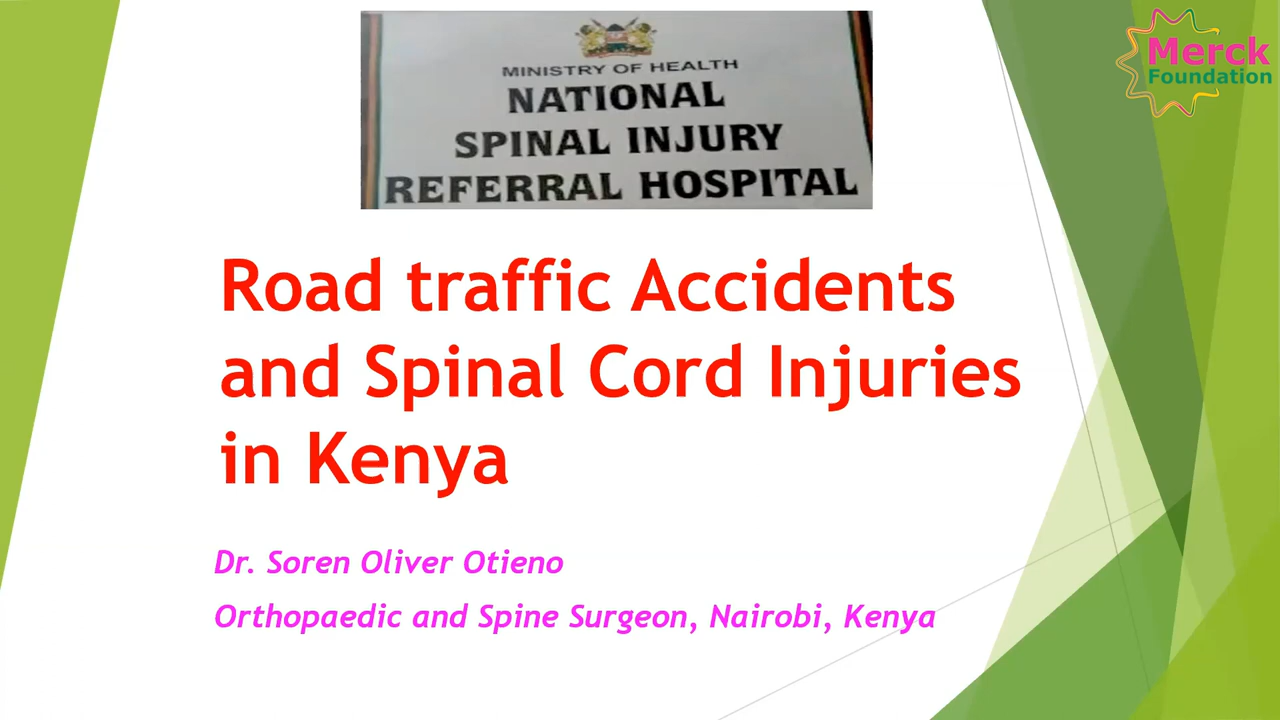 MINISTRY OF HEALTH
NATIONAL
SPINAL INJURY
REFERRAL HOSPITAL
Merck
Foundation
Road traffic Accidents
and Spinal Cord Injuries
in Kenya
Dr. Soren Oliver Otieno
Orthopaedic and Spine Surgeon, Nairobi, Kenya